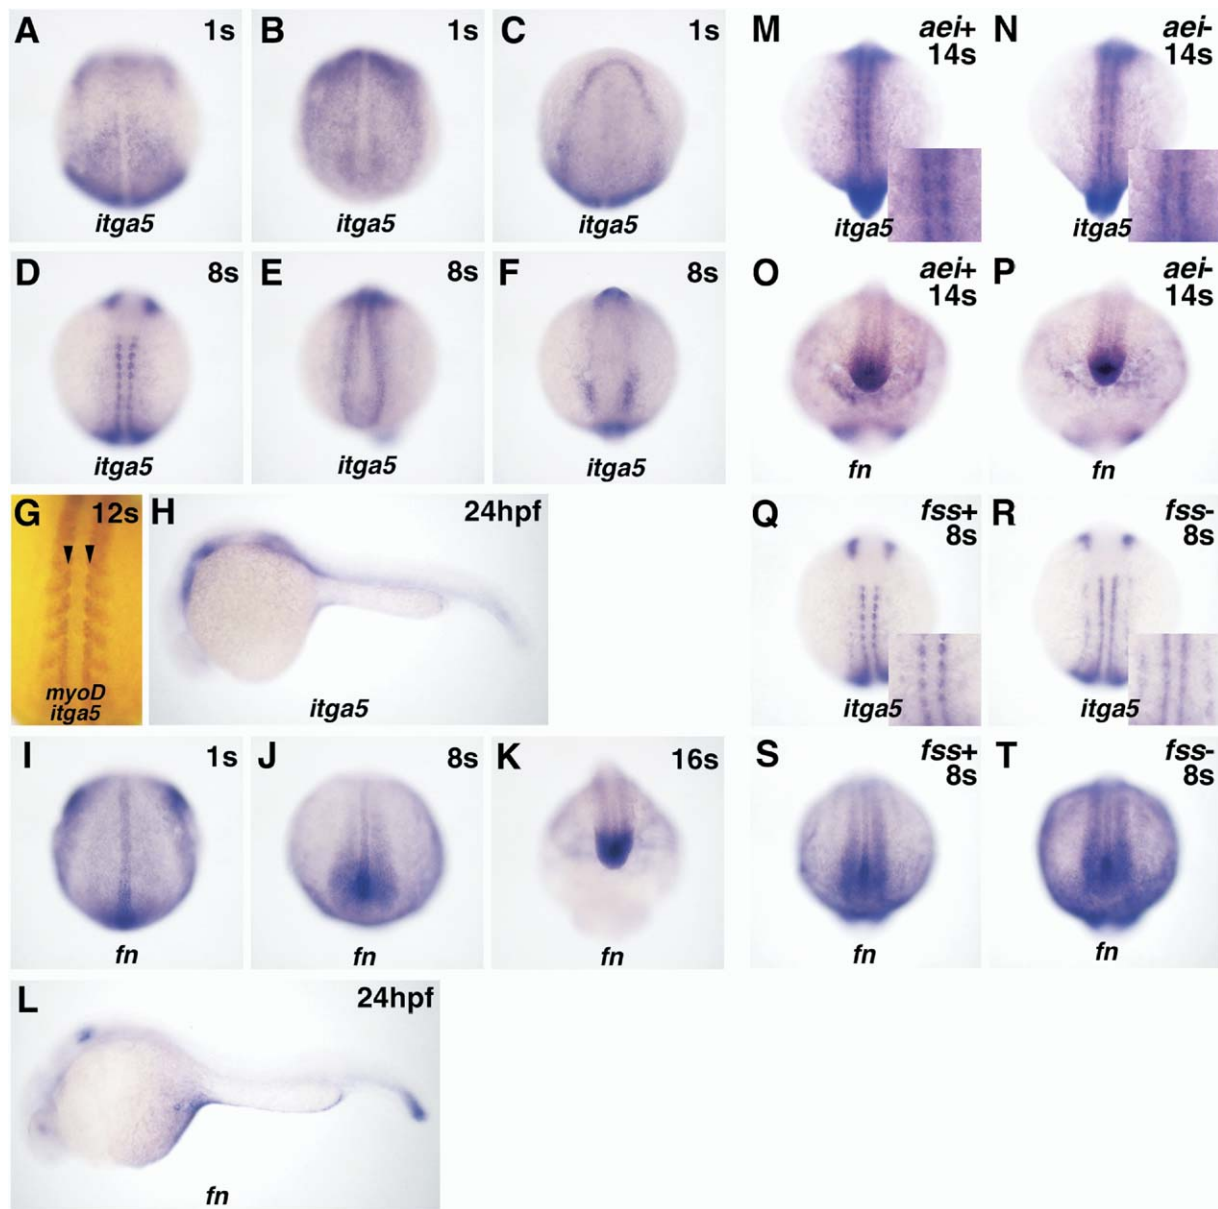 A 1s
itga5
B 1s
itga5
C 1s
itga5
D 8s
itga5
E 8s
itga5
F 8s
itga5
G 12s
myoD
itga5
H 24hpf
itga5
I 1s
fn
J 8s
fn
K 16s
fn
L 24hpf
fn
M aei+
14s
itga5
N aei-
14s
itga5
O aei+
14s
fn
P aei-
14s
fn
Q fss+
8s
itga5
R fss-
8s
itga5
S fss+
8s
fn
T fss-
8s
fn